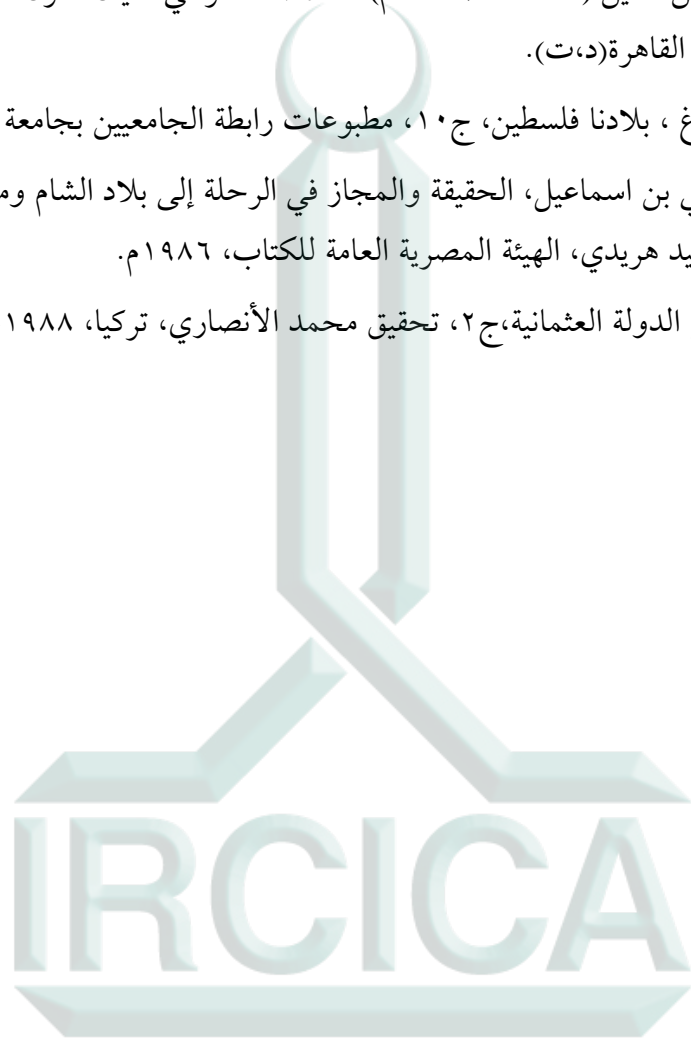 القاهرة(د،ت).
غ ، بلادنا فلسطين، ج١٠، مطبوعات رابطة الجامعيين بجامعة
ي بن اسماعيل، الحقيقة والمجاز في الرحلة إلى بلاد الشام وم
يد هريدي، الهيئة المصرية العامة للكتاب، ١٩٨٦م.
الدولة العثمانية،ج٢، تحقيق محمد الأنصاري، تركيا، ١٩٨٨
IRCICA